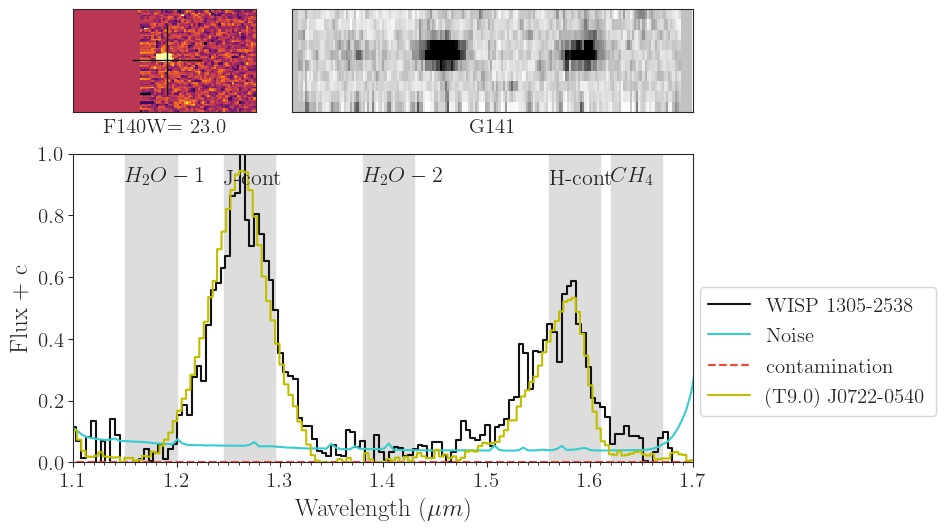 F140W= 23.0
G141
H₂O − 1
J-cont
H₂O − 2
H-cont
CH₄
1.0
0.8
0.6
0.4
0.2
0.0
Flux + c
1.1 1.2 1.3 1.4 1.5 1.6 1.7
Wavelength (μm)
WISP 1305-2538
Noise
contamination
(T9.0) J0722-0540